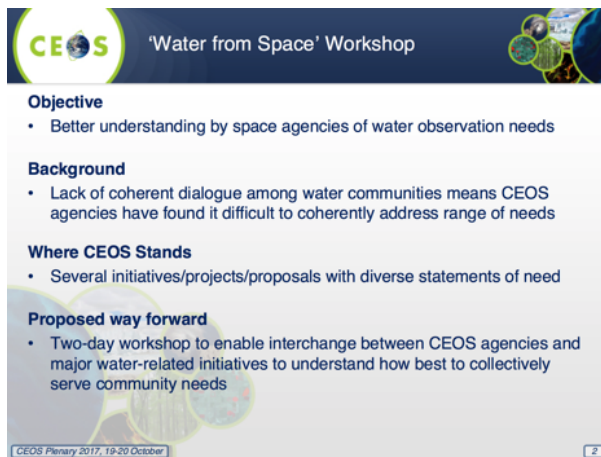 CEOS
'Water from Space' Workshop
Objective
• Better understanding by space agencies of water observation needs
Background
• Lack of coherent dialogue among water communities means CEOS
agencies have found it difficult to coherently address range of needs
Where CEOS Stands
• Several initiatives/projects/proposals with diverse statements of need
Proposed way forward
• Two-day workshop to enable interchange between CEOS agencies and
major water-related initiatives to understand how best to collectively
serve community needs
CEOS Plenary 2017, 19-20 October
2